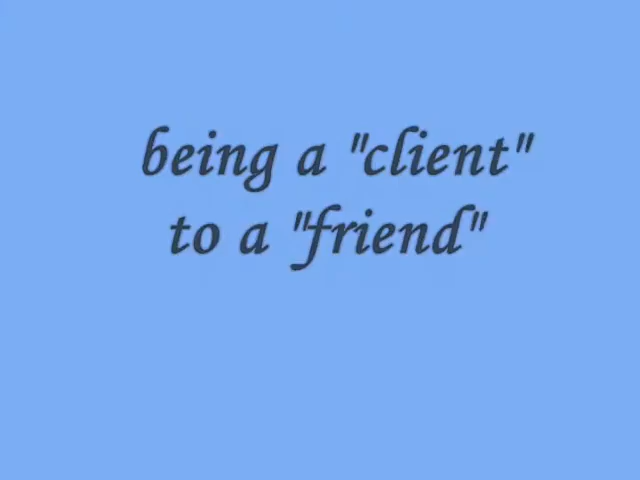 being a "client"
to a "friend"